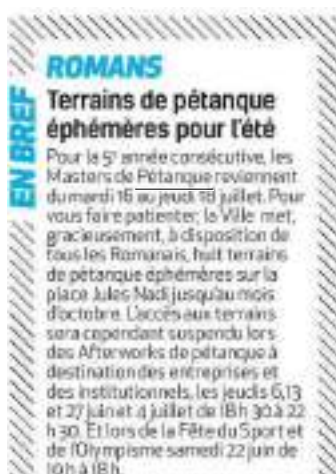 EN BREF
ROMANS
Terrains de pétanque
éphémères pour l'été
Pour la 5e année consécutive, les
Masters de Pétanque reviennent
du mardi 16 au jeudi 18 juillet. Pour
vous faire patienter, la Ville met,
gracieusement, à disposition de
tous les Romanais, huit terrains
de pétanque éphémères sur la
place Jules Nadi jusqu'au mois
d'octobre. L'accès aux terrains
sera cependant suspendu lors
des Afterworks de pétanque à
destination des entreprises et
des institutionnels, les jeudis 6,13
et 27 juin et 4 juillet de 18h 30 à 22
h 30. Et lors de la Fête du Sport et
de l'Olympisme samedi 22 juin de
10h à 18h.